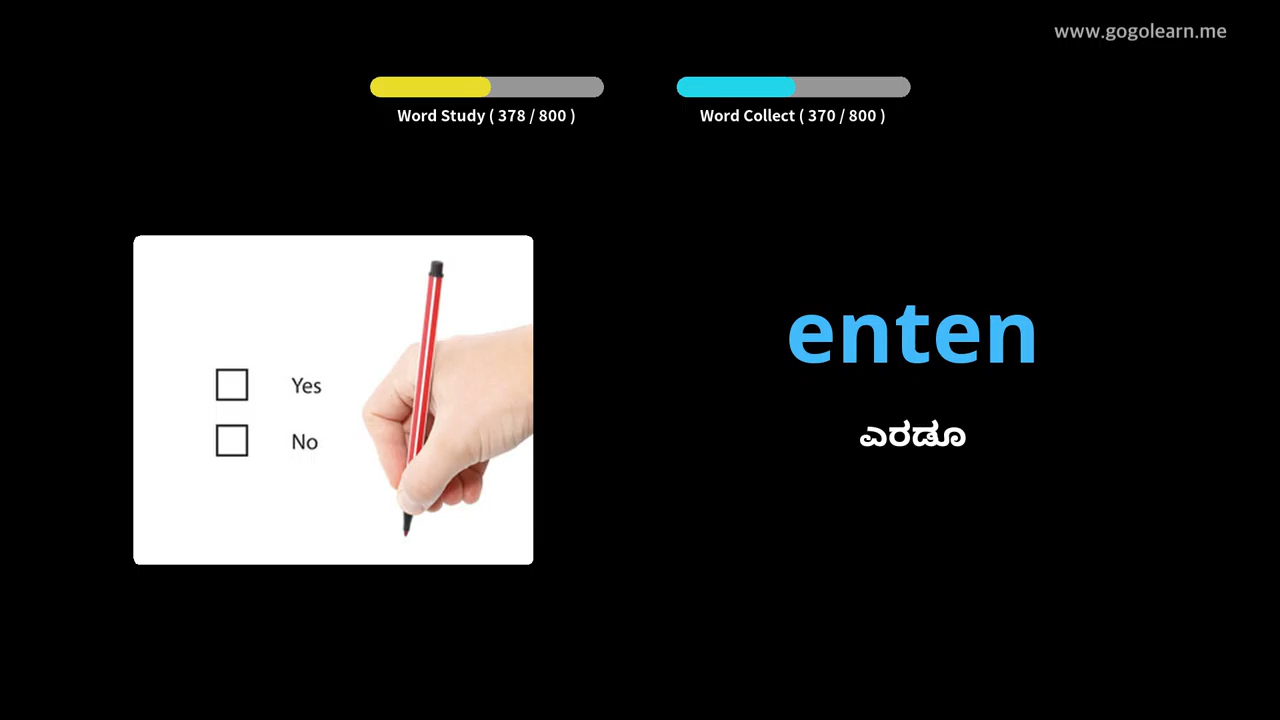 www.gogolearn.me
Word Study ( 378 / 800 )
Word Collect ( 370 / 800 )
Yes
No
enten
ಎರಡೂ